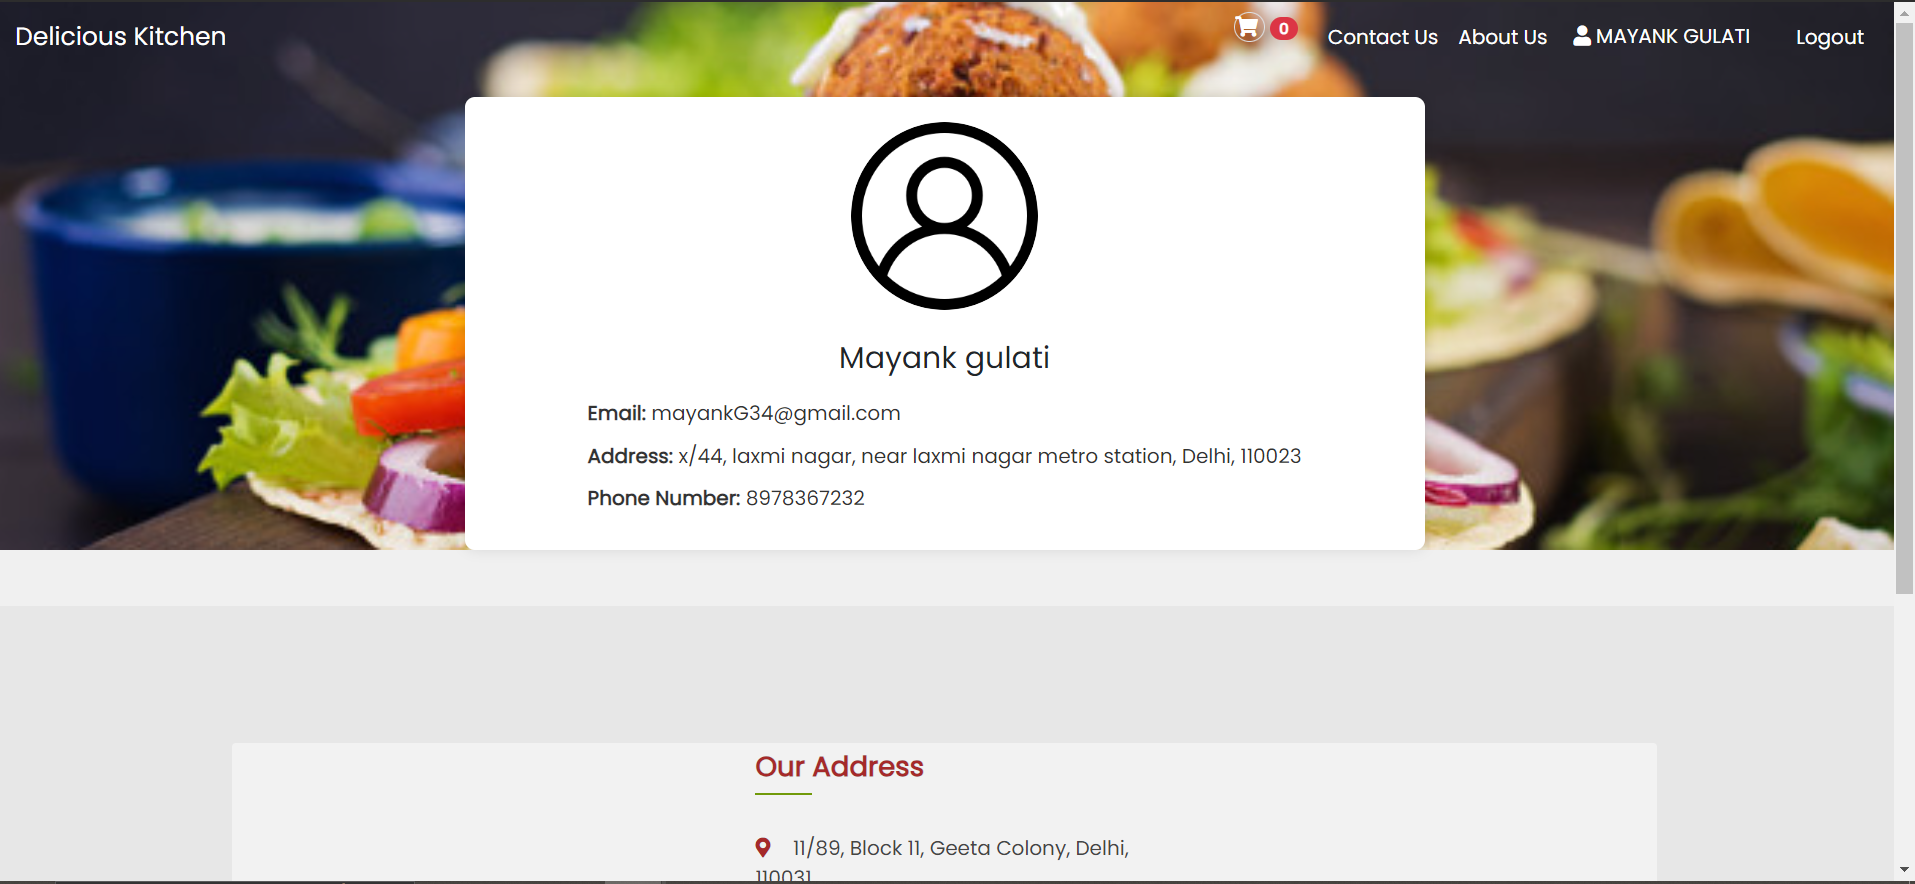 Delicious Kitchen
0
Contact Us
About Us
MAYANK GULATI
Logout
Mayank gulati
Email: mayankG34@gmail.com
Address: x/44, laxmi nagar, near laxmi nagar metro station, Delhi, 110023
Phone Number: 8978367232
Our Address
11/89, Block 11, Geeta Colony, Delhi,
110031